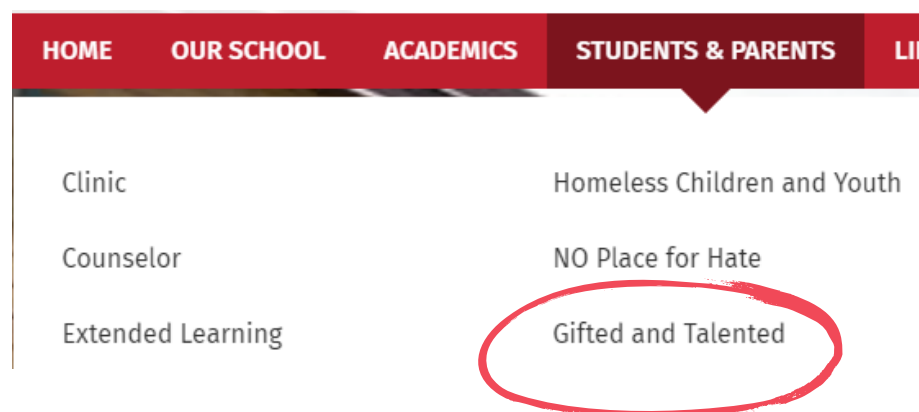 HOME OUR SCHOOL ACADEMICS STUDENTS & PARENTS
Clinic Homeless Children and Youth
Counselor NO Place for Hate
Extended Learning Gifted and Talented